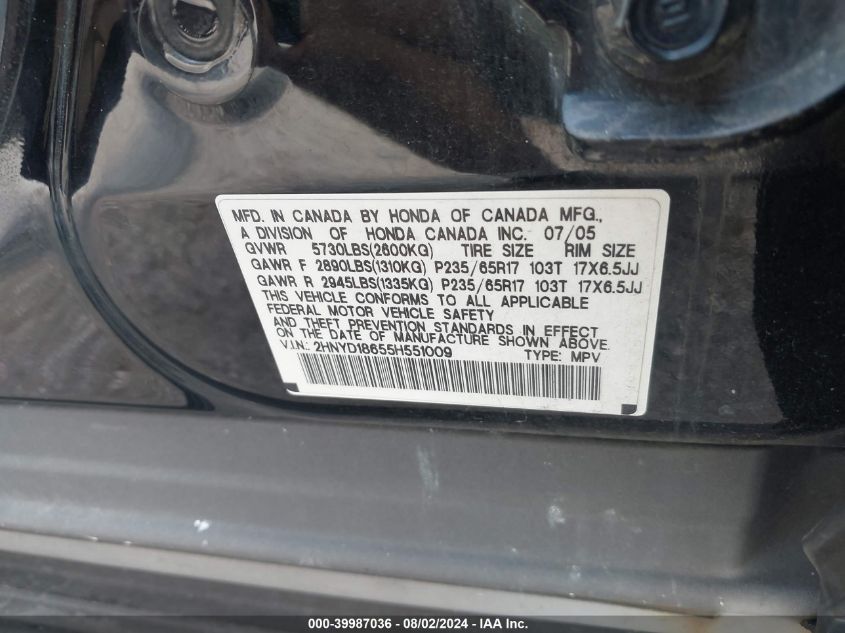 MFD. IN CANADA BY HONDA OF CANADA MFG.,
A DIVISION OF HONDA CANADA INC. 07/05
GVWR 5730LBS(2600KG) TIRE SIZE RIM SIZE
GAWR F 2890LBS(1310KG) P235/65R17 103T 17X6.5JJ
GAWR R 2945LBS(1335KG) P235/65R17 103T 17X6.5JJ
THIS VEHICLE CONFORMS TO ALL APPLICABLE
FEDERAL MOTOR VEHICLE SAFETY
AND THEFT PREVENTION STANDARDS IN EFFECT
ON THE DATE OF MANUFACTURE SHOWN ABOVE.
V.I.N.: 2HNYD18655H551009 TYPE: MPV
000-39987036 - 08/02/2024 - IAA Inc.